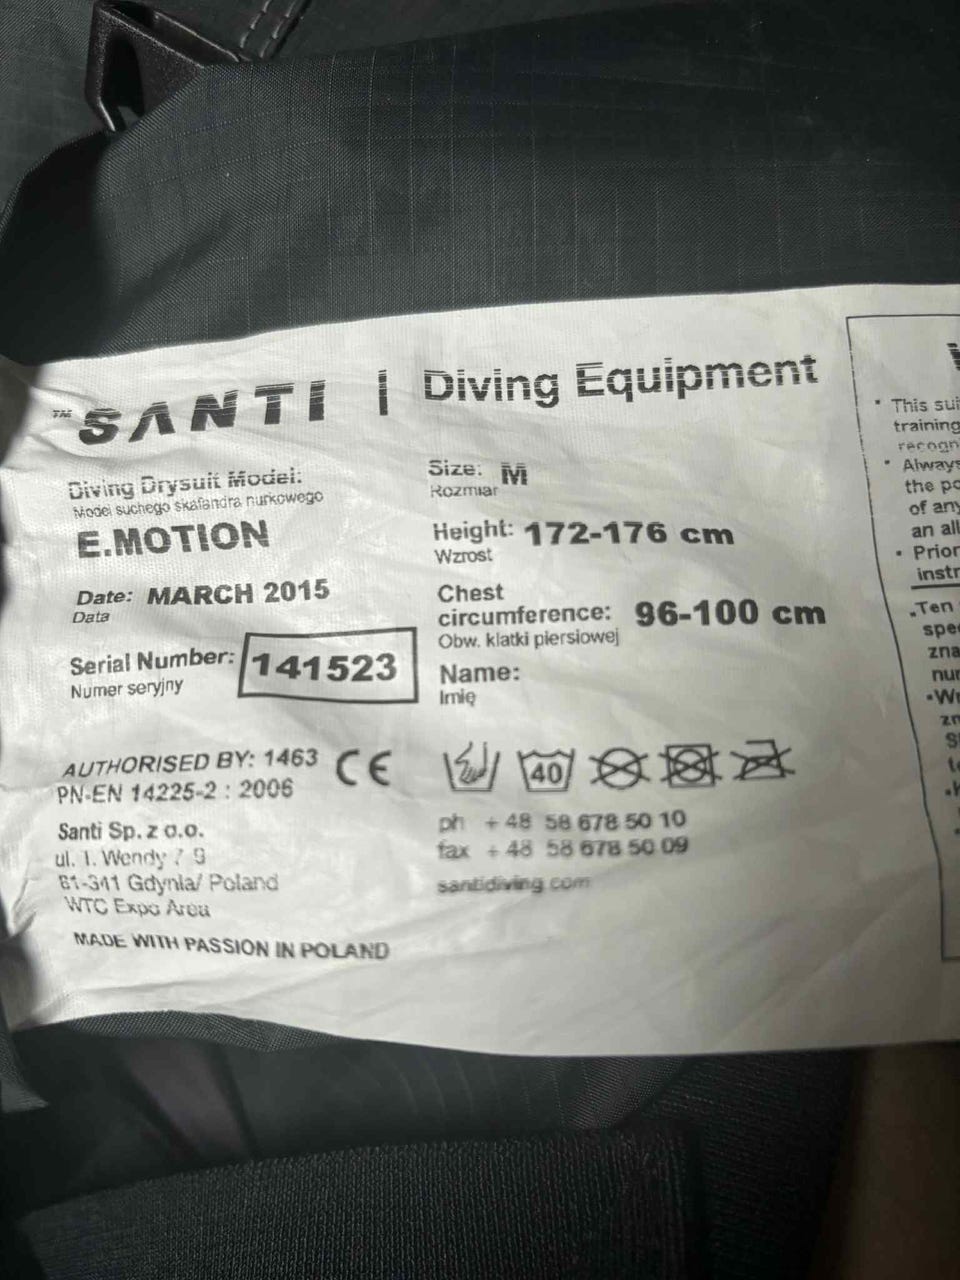 ™ SANTI | Diving Equipment
Diving Drysuit Model:
Model suchego skafandra nurkowego
E.MOTION
Date: MARCH 2015
Data
Serial Number: 141523
Numer seryjny
AUTHORISED BY: 1463 CE
PN-EN 14225-2 : 2006
Santi Sp. z o.o.
ul. T. Wendy 7 9
81-341 Gdynia/ Poland
WTC Expo Area
MADE WITH PASSION IN POLAND
Size: M
Rozmiar
Height: 172-176 cm
Wzrost
Chest
circumference: 96-100 cm
Obw. klatki piersiowej
Name:
Imię
40
ph +48 58 678 50 10
fax +48 58 678 50 09
santidiving.com
* This sui
training
recogn
* Always
the po
of any
an all
• Prior
instr
Ten
spe
zna
nur